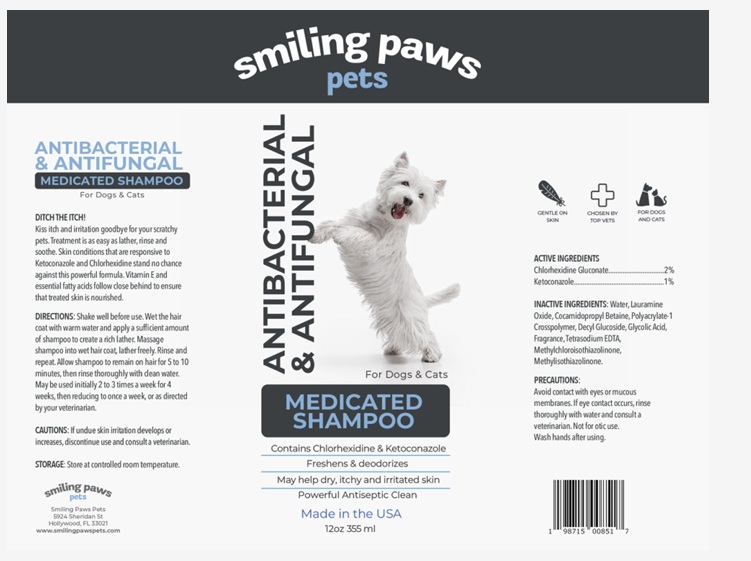 smiling paws
pets
ANTIBACTERIAL
& ANTIFUNGAL
MEDICATED SHAMPOO
For Dogs & Cats
DITCH THE ITCH!
Kiss itch and irritation goodbye for your scratchy
pets. Treatment is as easy as lather, rinse and
soothe. Skin conditions that are responsive to
Ketoconazole and Chlorhexidine stand no chance
against this powerful formula. Vitamin E and
essential fatty acids follow close behind to ensure
that treated skin is nourished.
DIRECTIONS: Shake well before use. Wet the hair
coat with warm water and apply a sufficient amount
of shampoo to create a rich lather. Massage
shampoo into wet hair coat, lather freely. Rinse and
repeat. Allow shampoo to remain on hair for 5 to 10
minutes, then rinse thoroughly with clean water.
May be used initially 2 to 3 times a week for 4
weeks, then reducing to once a week, or as directed
by your veterinarian.
CAUTIONS: If undue skin irritation develops or
increases, discontinue use and consult a veterinarian.
STORAGE: Store at controlled room temperature.
smiling paws
pets
Smiling Paws Pets
5924 Sheridan St
Hollywood, FL 33021
www.smilingpawspets.com
ANTIBACTERIAL
& ANTIFUNGAL
For Dogs & Cats
MEDICATED
SHAMPOO
Contains Chlorhexidine & Ketoconazole
Freshens & deodorizes
May help dry, itchy and irritated skin
Powerful Antiseptic Clean
Made in the USA
12oz 355 ml
GENTLE ON
SKIN
CHOSEN BY
TOP VETS
FOR DOGS
AND CATS
ACTIVE INGREDIENTS
Chlorhexidine Gluconate........................2%
Ketoconazole.......................................1%
INACTIVE INGREDIENTS: Water, Lauramine
Oxide, Cocamidopropyl Betaine, Polyacrylate-1
Crosspolymer, Decyl Glucoside, Glycolic Acid,
Fragrance, Tetrasodium EDTA,
Methylchloroisothiazolinone,
Methylisothiazolinone.
PRECAUTIONS:
Avoid contact with eyes or mucous
membranes. If eye contact occurs, rinse
thoroughly with water and consult a
veterinarian. Not for otic use.
Wash hands after using.
1 98715 00851 7